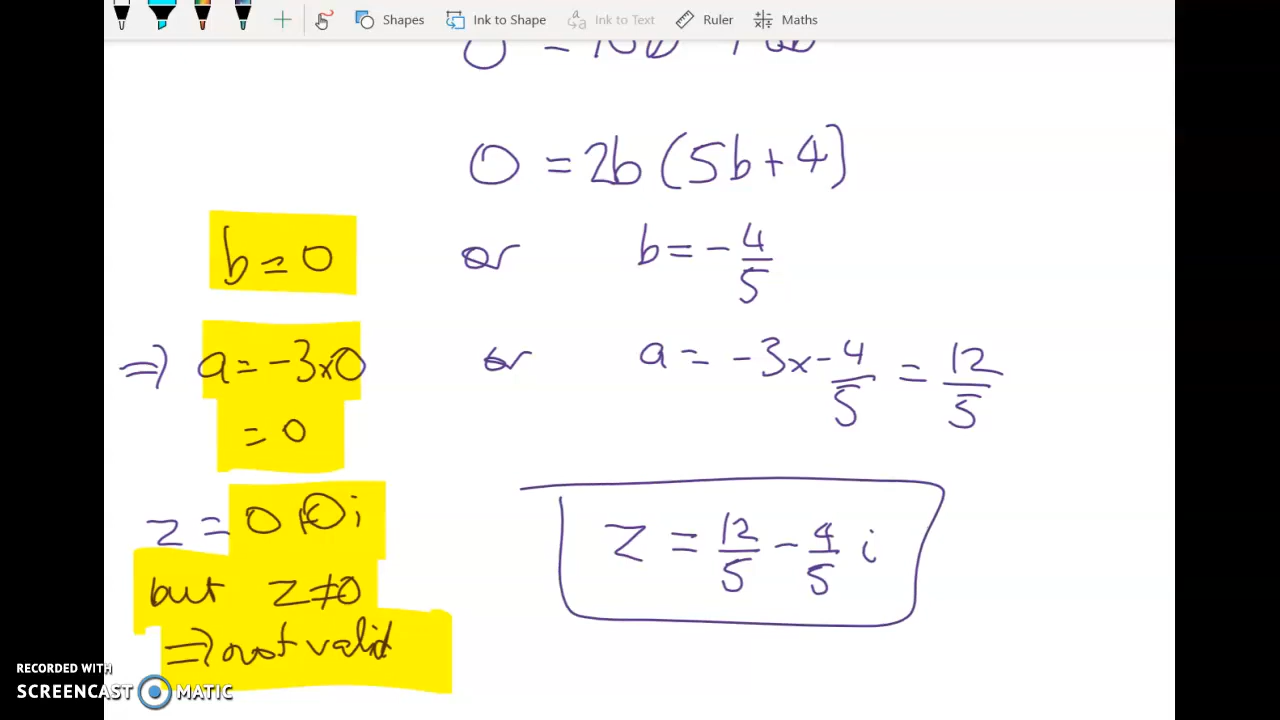 Shapes Ink to Shape Ink to Text Ruler Maths
0 = 2b (5b+4)
b = 0 or b = -4/5
⇒ a = -3×0 or a = -3×-4/5 = 12/5
= 0
z = 0+0i
z = 12/5 - 4/5 i
but z≠0
⇒ not valid
RECORDED WITH
SCREENCAST MATIC